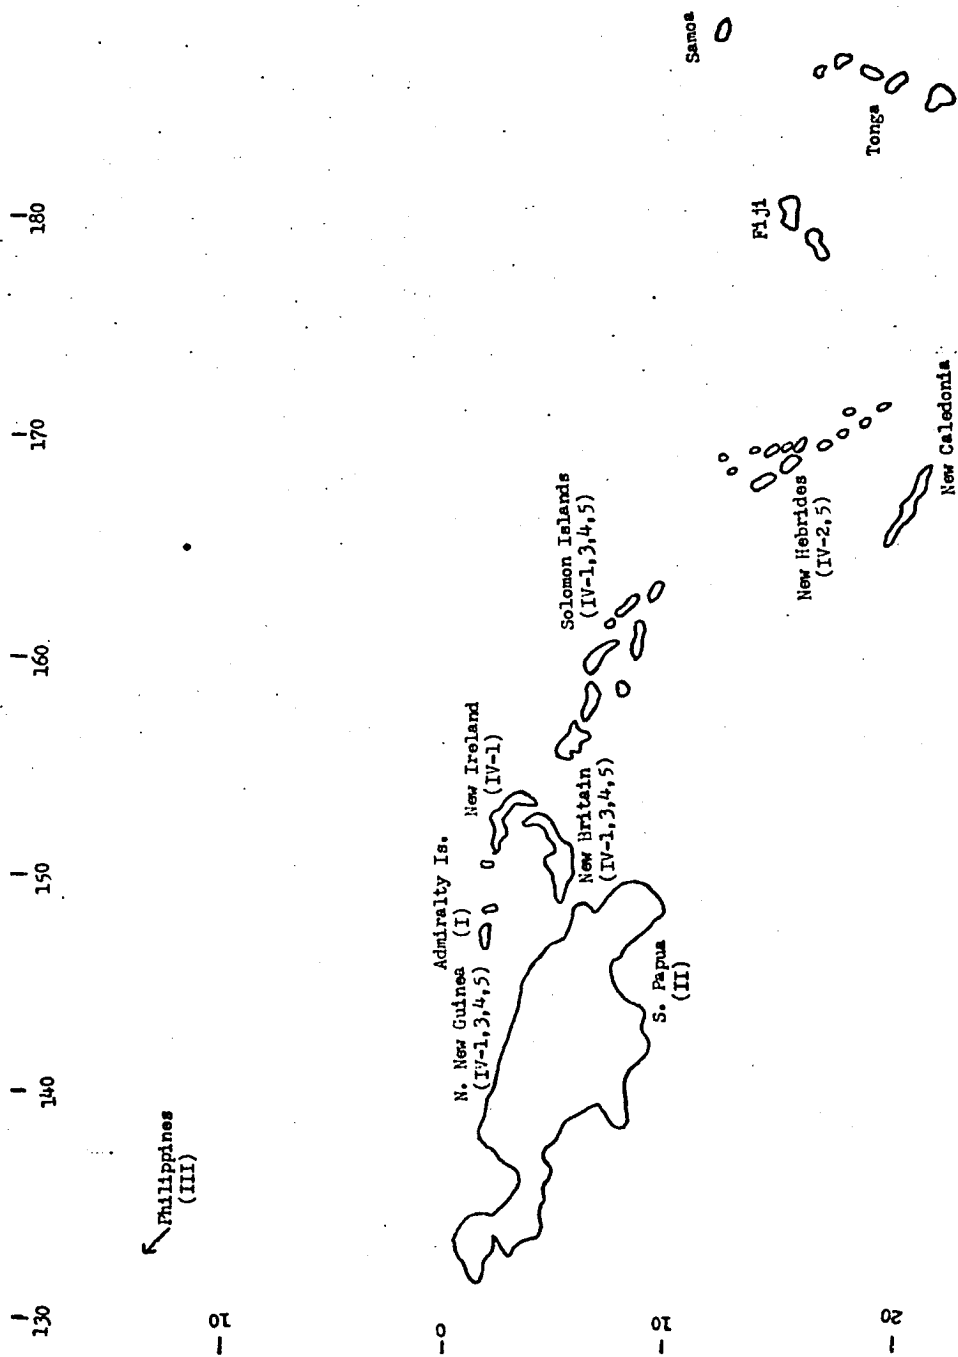 130
140
150
160
170
180
10
0
10
20
Philippines
(III)
N. New Guinea
(IV-1,3,4,5)
Admiralty Is.
(I)
New Ireland
(IV-1)
New Britain
(IV-1,3,4,5)
S. Papua
(II)
Solomon Islands
(IV-1,3,4,5)
New Hebrides
(IV-2,5)
New Caledonia
Fiji
Samoa
Tonga